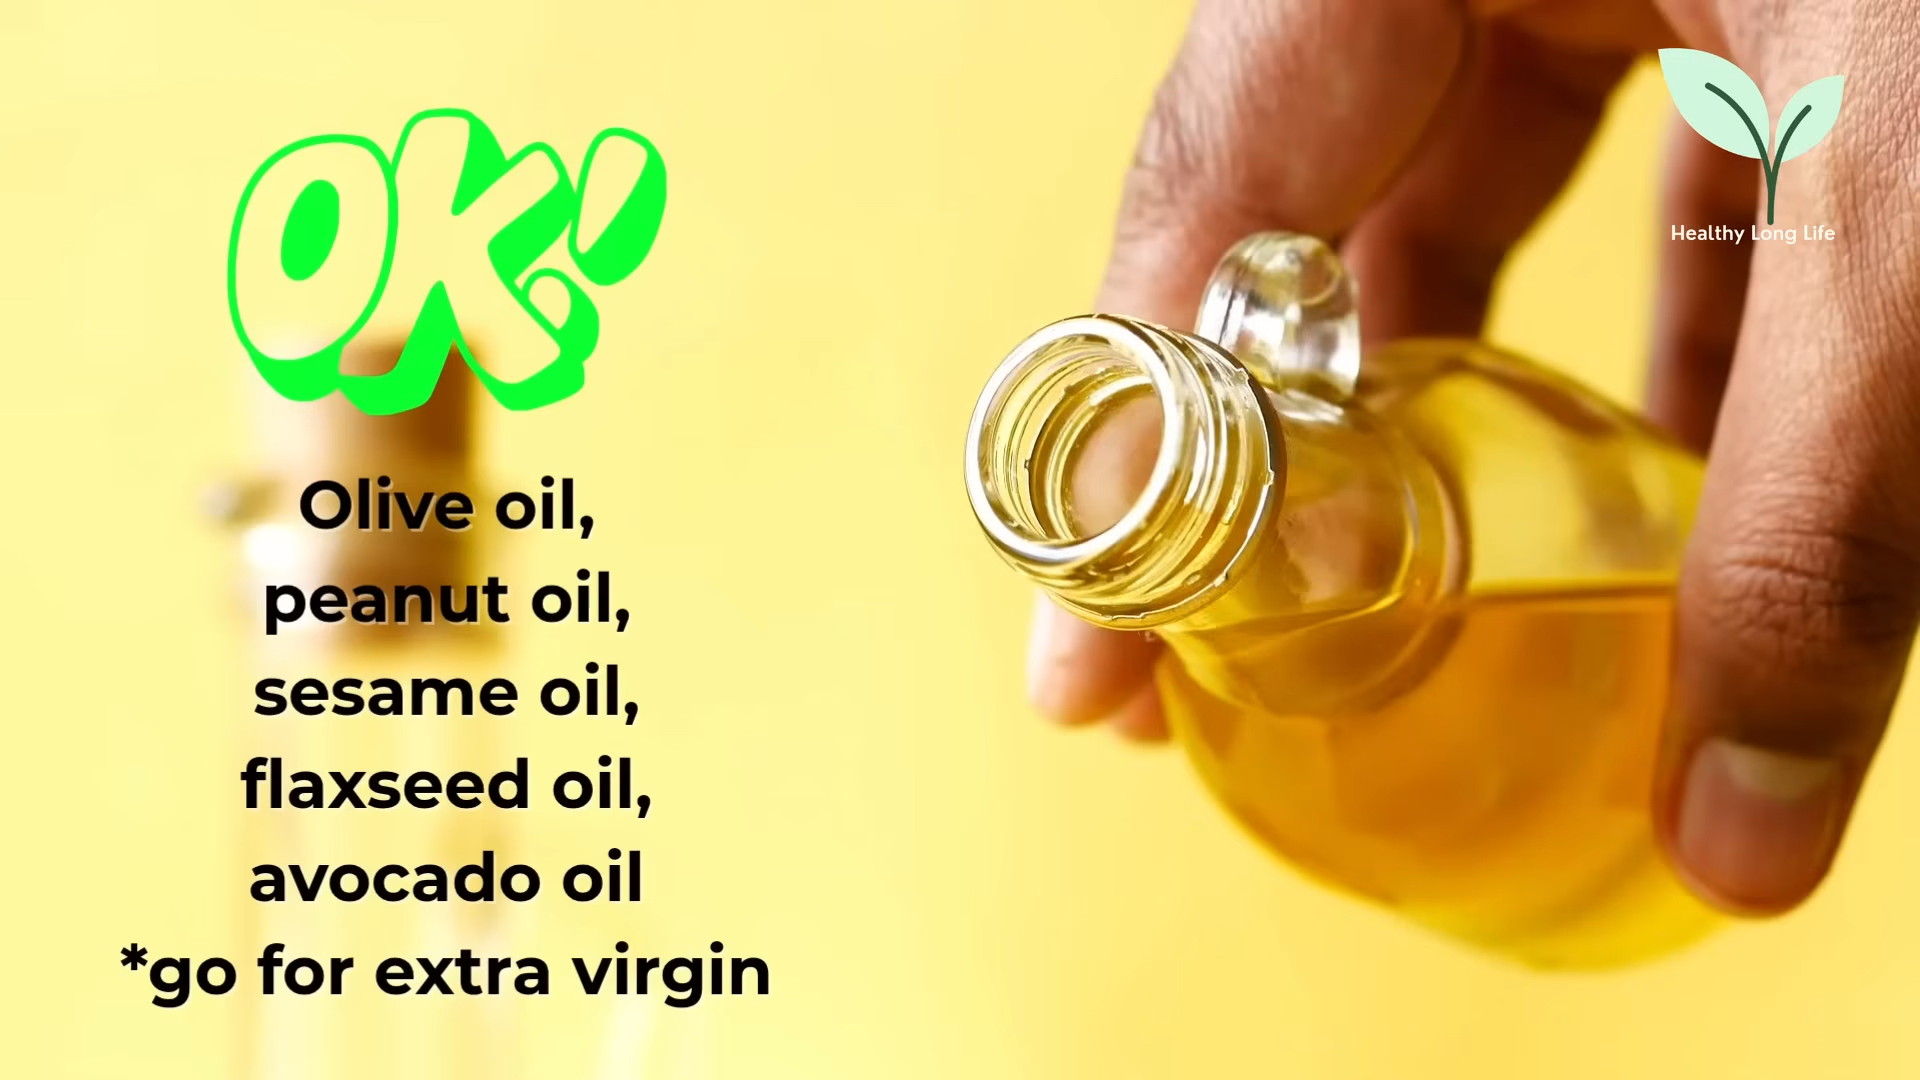 OK!
Healthy Long Life
Olive oil,
peanut oil,
sesame oil,
flaxseed oil,
avocado oil
*go for extra virgin